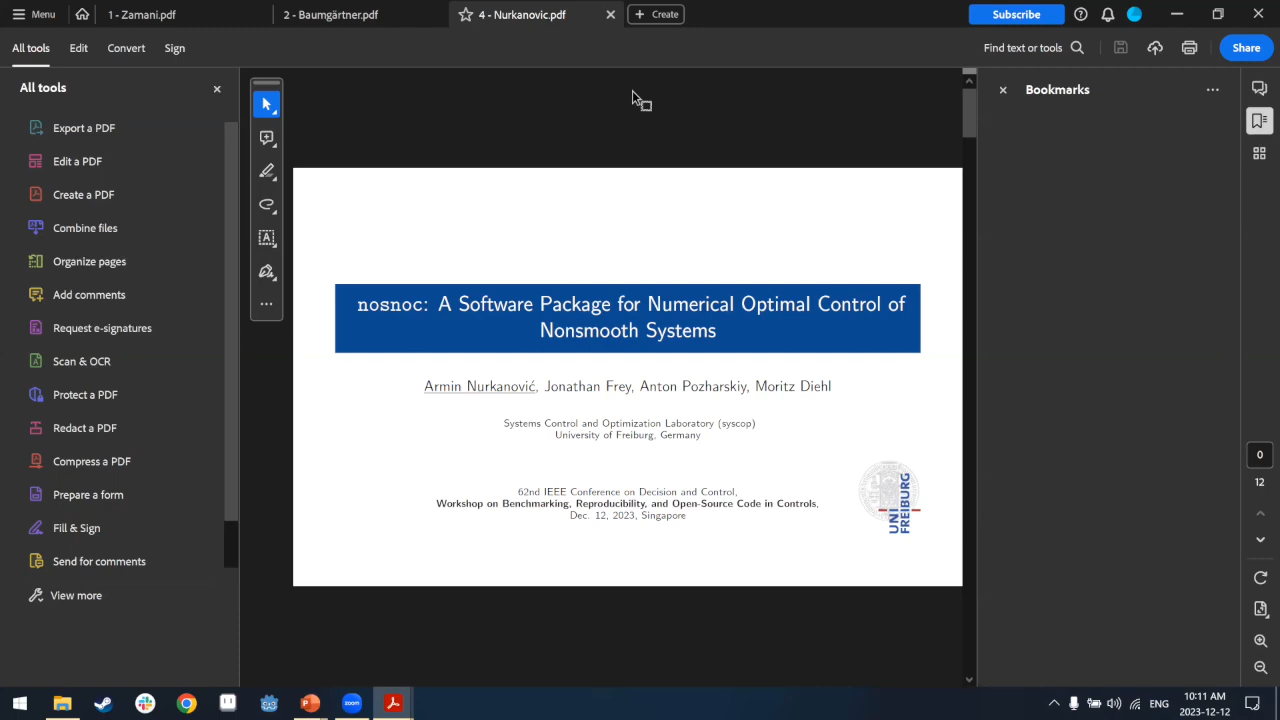 Menu
1 - Zamani.pdf
2 - Baumgärtner.pdf
4 - Nurkanovic.pdf
Create
Subscribe
All tools
Edit
Convert
Sign
Find text or tools
Share
All tools
Bookmarks
Export a PDF
Edit a PDF
Create a PDF
Combine files
Organize pages
Add comments
Request e-signatures
Scan & OCR
Protect a PDF
Redact a PDF
Compress a PDF
Prepare a form
Fill & Sign
Send for comments
View more
nosnoc: A Software Package for Numerical Optimal Control of
Nonsmooth Systems
Armin Nurkanović, Jonathan Frey, Anton Pozharskiy, Moritz Diehl
Systems Control and Optimization Laboratory (syscop)
University of Freiburg, Germany
62nd IEEE Conference on Decision and Control,
Workshop on Benchmarking, Reproducibility, and Open-Source Code in Controls,
Dec. 12, 2023, Singapore
UNI
FREIBURG
0
12
zoom
ENG
10:11 AM
2023-12-12